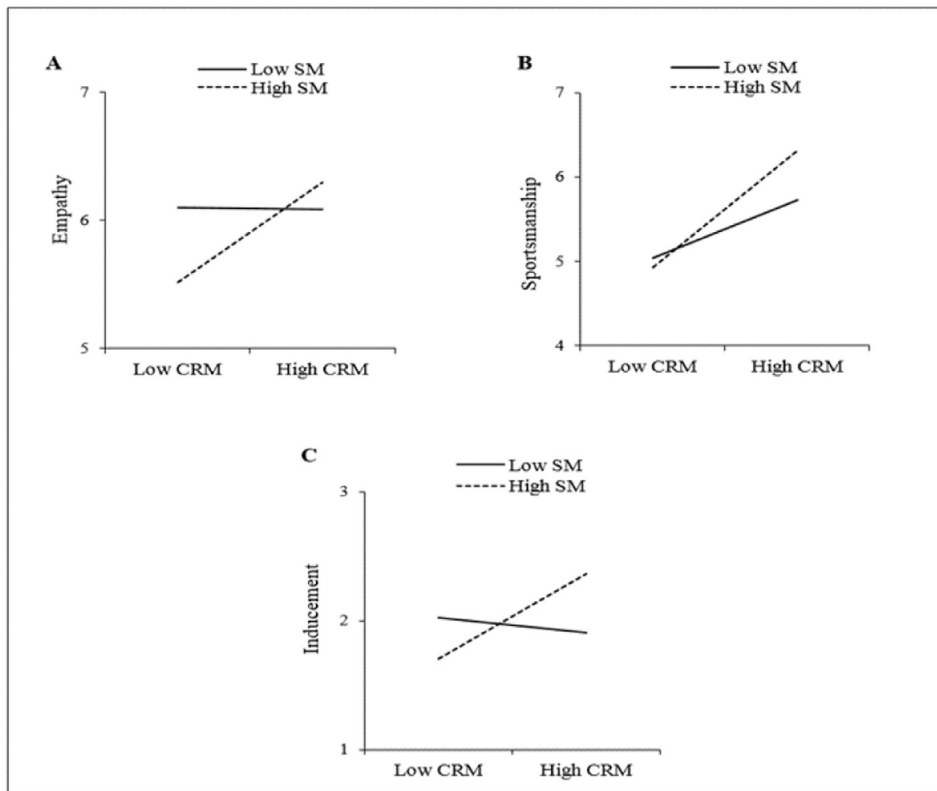 A
Low SM
High SM
7
6
5
Empathy
Low CRM High CRM
B
Low SM
High SM
7
6
5
4
Sportsmanship
Low CRM High CRM
C
Low SM
High SM
3
2
1
Inducement
Low CRM High CRM